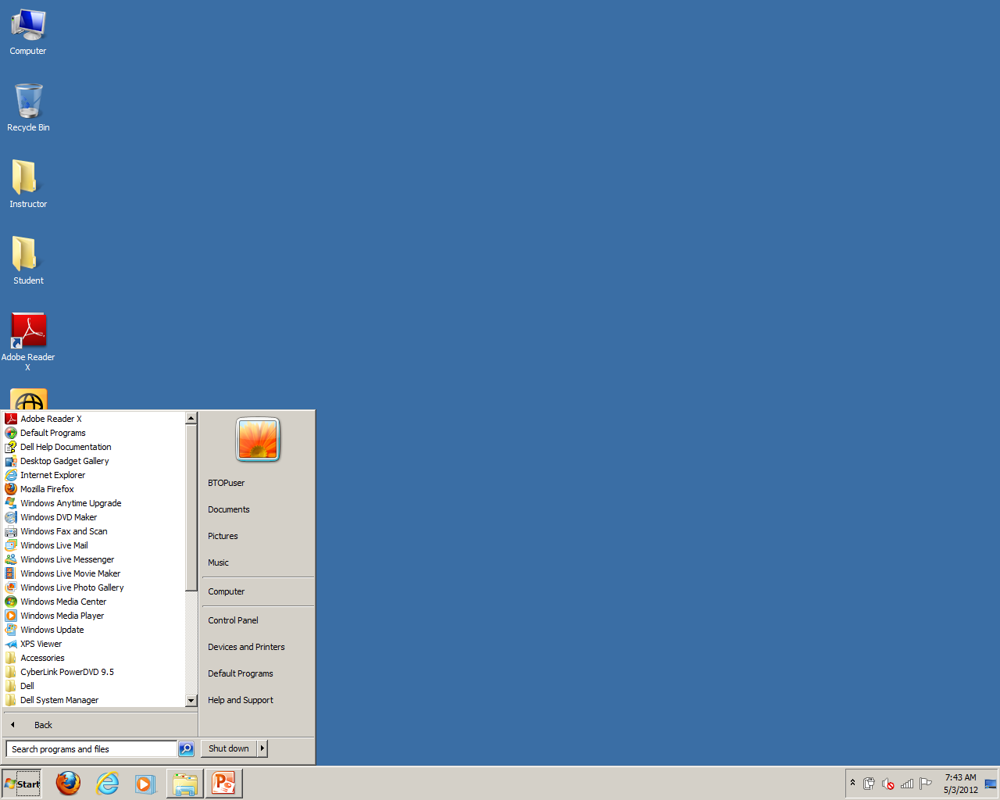 Computer
Recycle Bin
Instructor
Student
Adobe Reader
X
Adobe Reader X
Default Programs
Dell Help Documentation
Desktop Gadget Gallery
Internet Explorer
Mozilla Firefox
Windows Anytime Upgrade
Windows DVD Maker
Windows Fax and Scan
Windows Live Mail
Windows Live Messenger
Windows Live Movie Maker
Windows Live Photo Gallery
Windows Media Center
Windows Media Player
Windows Update
XPS Viewer
Accessories
CyberLink PowerDVD 9.5
Dell
Dell System Manager
Back
Search programs and files
BTOPuser
Documents
Pictures
Music
Computer
Control Panel
Devices and Printers
Default Programs
Help and Support
Shut down
Start
7:43 AM
5/3/2012